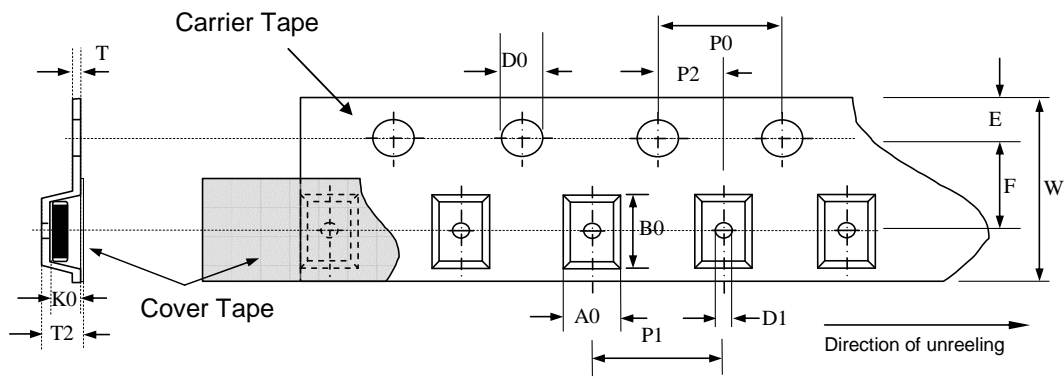 Carrier Tape
T
D0
P0
P2
E
W
F
B0
K0
Cover Tape
T2
A0
D1
P1
Direction of unreeling